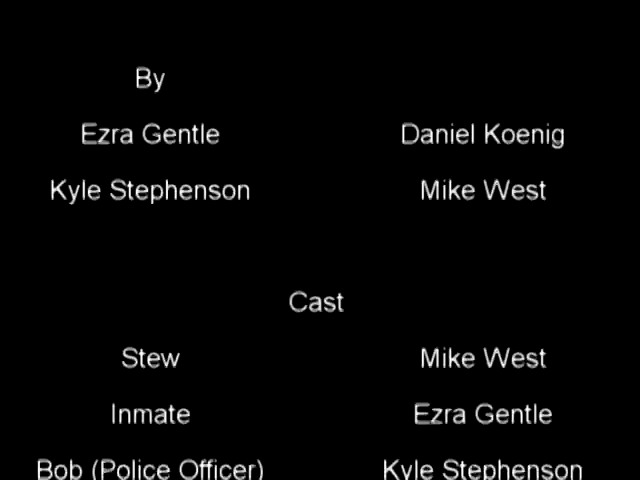 By
Ezra Gentle Daniel Koenig
Kyle Stephenson Mike West
Cast
Stew Mike West
Inmate Ezra Gentle
Bob (Police Officer) Kyle Stephenson